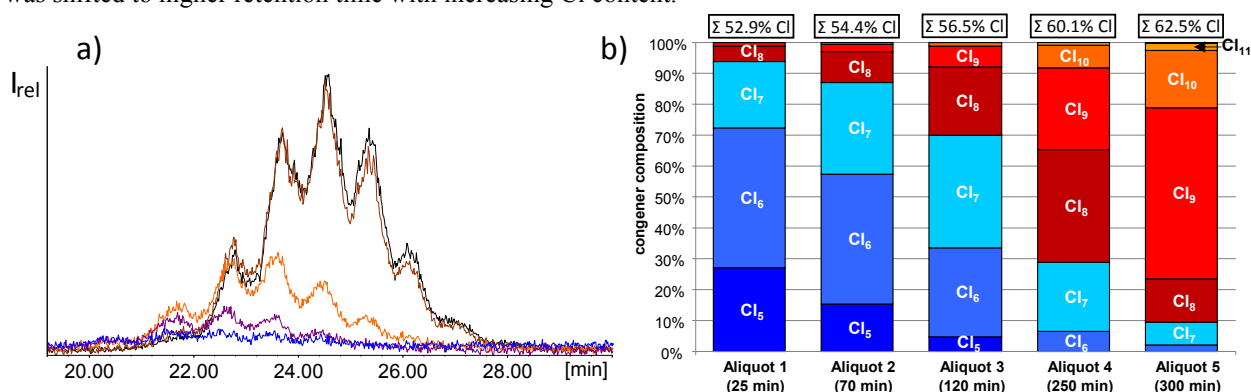 was shifted to higher retention time with increasing Cl content.
a)
I rel
20.00 22.00 24.00 26.00 28.00 [min]
b)
Σ 52.9% Cl Σ 54.4% Cl Σ 56.5% Cl Σ 60.1% Cl Σ 62.5% Cl
congener composition
100%
90%
80%
70%
60%
50%
40%
30%
20%
10%
0%
Cl8
Cl7
Cl6
Cl5
Cl8
Cl7
Cl6
Cl5
Cl9
Cl8
Cl7
Cl6
Cl5
Cl10
Cl9
Cl8
Cl7
Cl6
Cl11
Cl10
Cl9
Cl8
Cl7
Aliquot 1 Aliquot 2 Aliquot 3 Aliquot 4 Aliquot 5
(25 min) (70 min) (120 min) (250 min) (300 min)